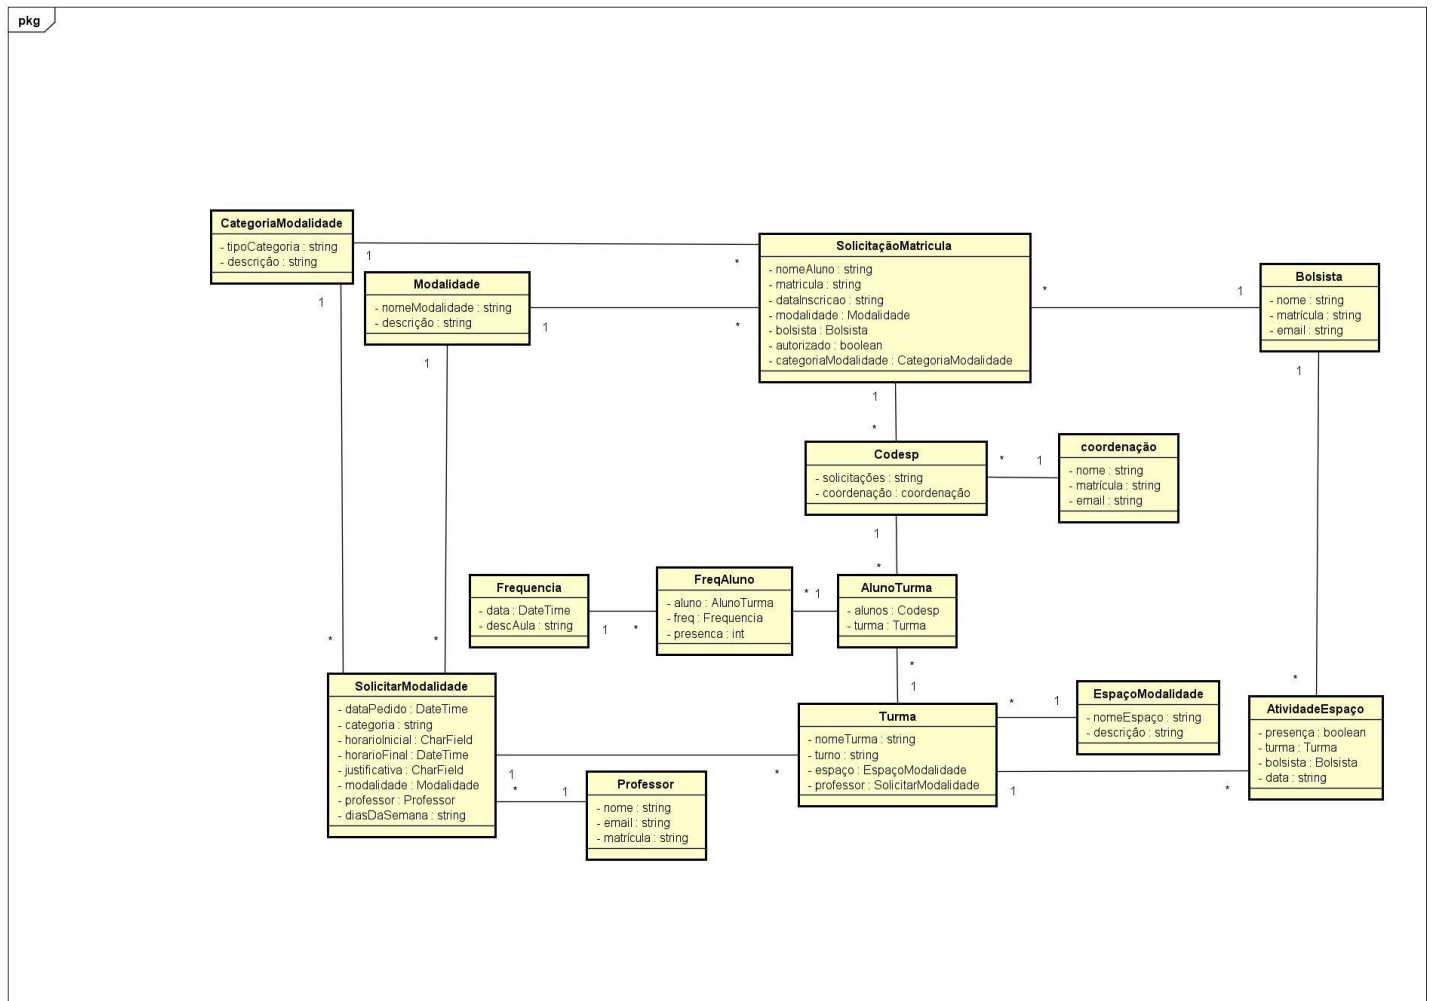 pkg
CategoriaModalidade
- tipoCategoria : string
- descrição : string
1
*
1
Modalidade
- nomeModalidade : string
- descrição : string
1
*
1
SolicitaçãoMatricula
- nomeAluno : string
- matricula : string
- dataInscricao : string
- modalidade : Modalidade
- bolsista : Bolsista
- autorizado : boolean
- categoriaModalidade : CategoriaModalidade
*
1
Bolsista
- nome : string
- matrícula : string
- email : string
1
1
*
Codesp
- solicitações : string
- coordenação : coordenação
*
1
coordenação
- nome : string
- matrícula : string
- email : string
1
*
Frequencia
- data : DateTime
- descAula : string
1
*
FreqAluno
- aluno : AlunoTurma
- freq : Frequencia
- presenca : int
*
1
AlunoTurma
- alunos : Codesp
- turma : Turma
*
1
*
*
SolicitarModalidade
- dataPedido : DateTime
- categoria : string
- horarioInicial : CharField
- horarioFinal : DateTime
- justificativa : CharField
- modalidade : Modalidade
- professor : Professor
- diasDaSemana : string
1
*
*
1
Professor
- nome : string
- email : string
- matrícula : string
Turma
- nomeTurma : string
- turno : string
- espaço : EspaçoModalidade
- professor : SolicitarModalidade
*
1
EspaçoModalidade
- nomeEspaço : string
- descrição : string
1
*
*
AtividadeEspaço
- presença : boolean
- turma : Turma
- bolsista : Bolsista
- data : string